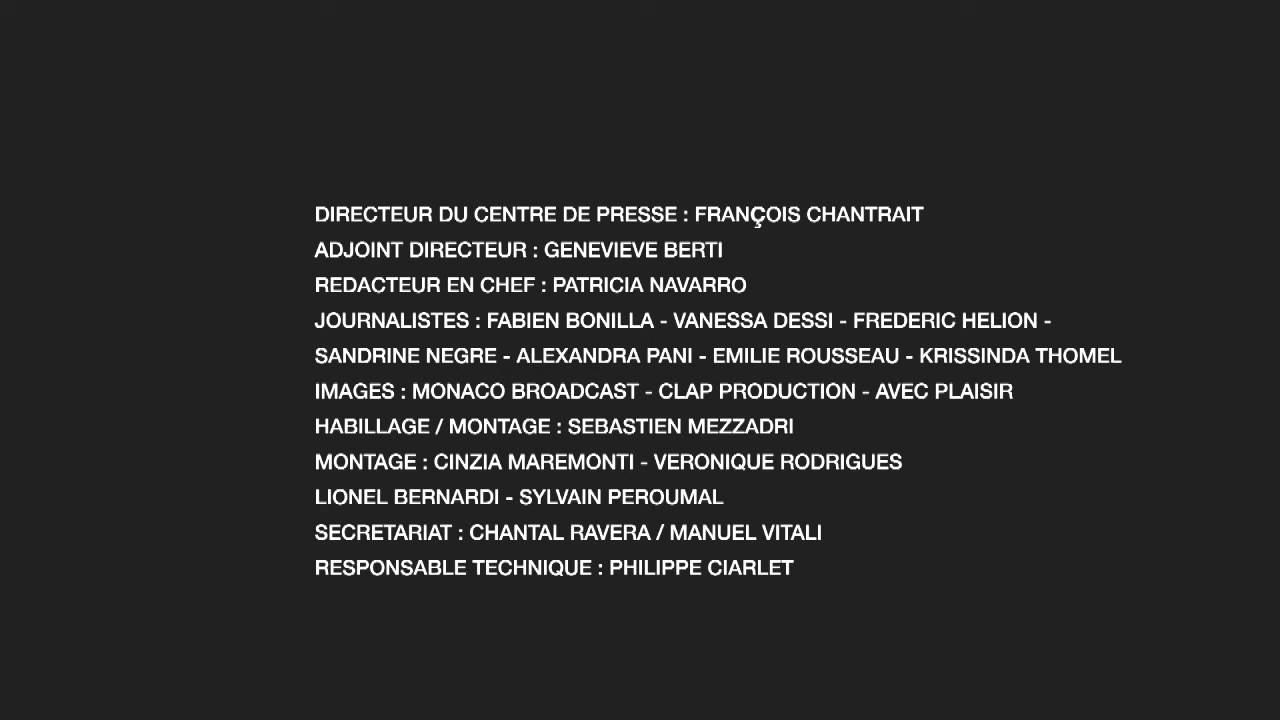 DIRECTEUR DU CENTRE DE PRESSE : FRANÇOIS CHANTRAIT
ADJOINT DIRECTEUR : GENEVIEVE BERTI
REDACTEUR EN CHEF : PATRICIA NAVARRO
JOURNALISTES : FABIEN BONILLA - VANESSA DESSI - FREDERIC HELION -
SANDRINE NEGRE - ALEXANDRA PANI - EMILIE ROUSSEAU - KRISSINDA THOMEL
IMAGES : MONACO BROADCAST - CLAP PRODUCTION - AVEC PLAISIR
HABILLAGE / MONTAGE : SEBASTIEN MEZZADRI
MONTAGE : CINZIA MAREMONTI - VERONIQUE RODRIGUES
LIONEL BERNARDI - SYLVAIN PEROUMAL
SECRETARIAT : CHANTAL RAVERA / MANUEL VITALI
RESPONSABLE TECHNIQUE : PHILIPPE CIARLET